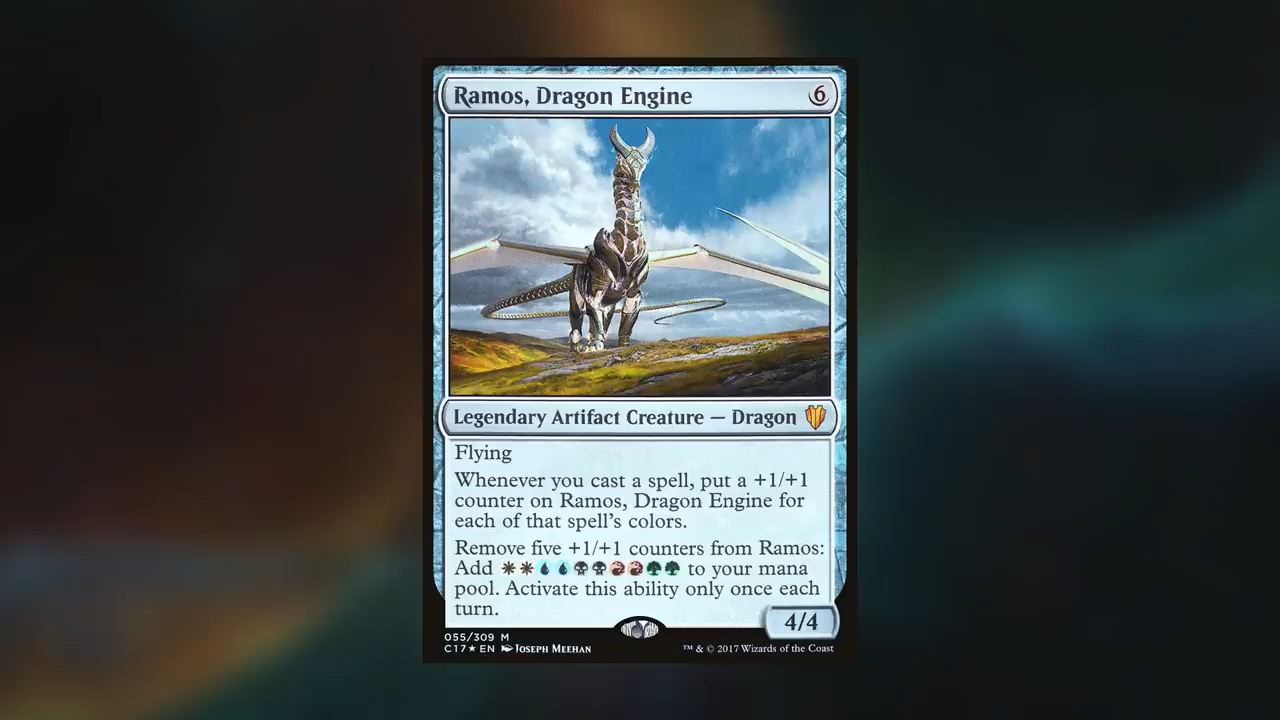 Ramos, Dragon Engine 6
Legendary Artifact Creature — Dragon
Flying
Whenever you cast a spell, put a +1/+1
counter on Ramos, Dragon Engine for
each of that spell's colors.
Remove five +1/+1 counters from Ramos:
Add to your mana
pool. Activate this ability only once each
turn.
4/4
055/309 M
C17★EN Joseph Meehan
™ & © 2017 Wizards of the Coast